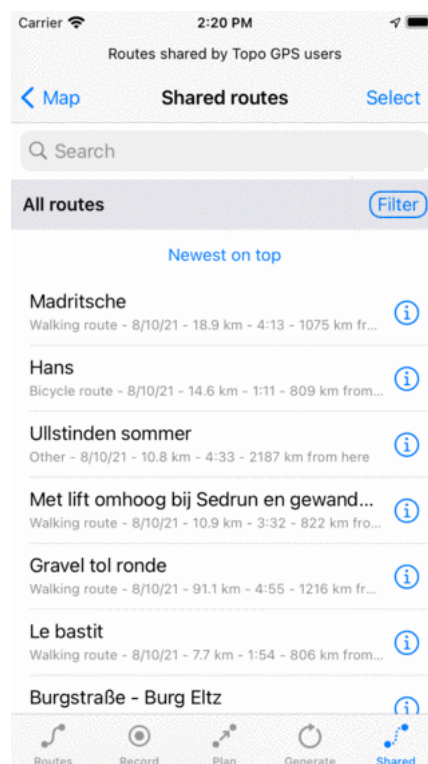 Carrier 2:20 PM
Routes shared by Topo GPS users
Map Shared routes Select
Search
All routes Filter
Newest on top
Madritsche
Walking route - 8/10/21 - 18.9 km - 4:13 - 1075 km fr...
Hans
Bicycle route - 8/10/21 - 14.6 km - 1:11 - 809 km from...
Ullstinden sommer
Other - 8/10/21 - 10.8 km - 4:33 - 2187 km from here
Met lift omhoog bij Sedrun en gewand...
Walking route - 8/10/21 - 10.9 km - 3:32 - 822 km fro...
Gravel tol ronde
Walking route - 8/10/21 - 91.1 km - 4:55 - 1216 km fr...
Le bastit
Walking route - 8/10/21 - 7.7 km - 1:54 - 806 km from...
Burgstraße - Burg Eltz
Routes Record Plan Generate Shared